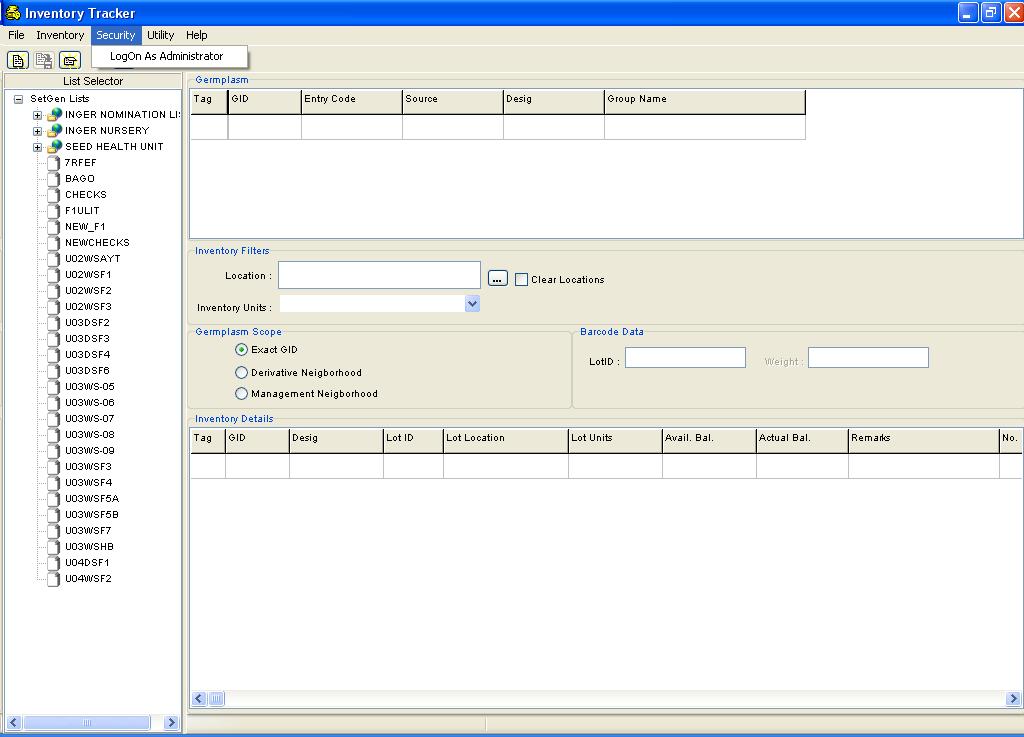 Inventory Tracker
File Inventory Security Utility Help
LogOn As Administrator
List Selector
SetGen Lists
INGER NOMINATION LI
INGER NURSERY
SEED HEALTH UNIT
7RFEF
BAGO
CHECKS
F1ULIT
NEW_F1
NEWCHECKS
U02WSAYT
U02WSF1
U02WSF2
U02WSF3
U03DSF2
U03DSF3
U03DSF4
U03DSF6
U03WS-05
U03WS-06
U03WS-07
U03WS-08
U03WS-09
U03WSF3
U03WSF4
U03WSF5A
U03WSF5B
U03WSF7
U03WSHB
U04DSF1
U04WSF2
Germplasm
Tag GID Entry Code Source Desig Group Name
Inventory Filters
Location : ... Clear Locations
Inventory Units :
Germplasm Scope
Exact GID
Derivative Neigborhood
Management Neigborhood
Barcode Data
LotID : Weight :
Inventory Details
Tag GID Desig Lot ID Lot Location Lot Units Avail. Bal. Actual Bal. Remarks No.